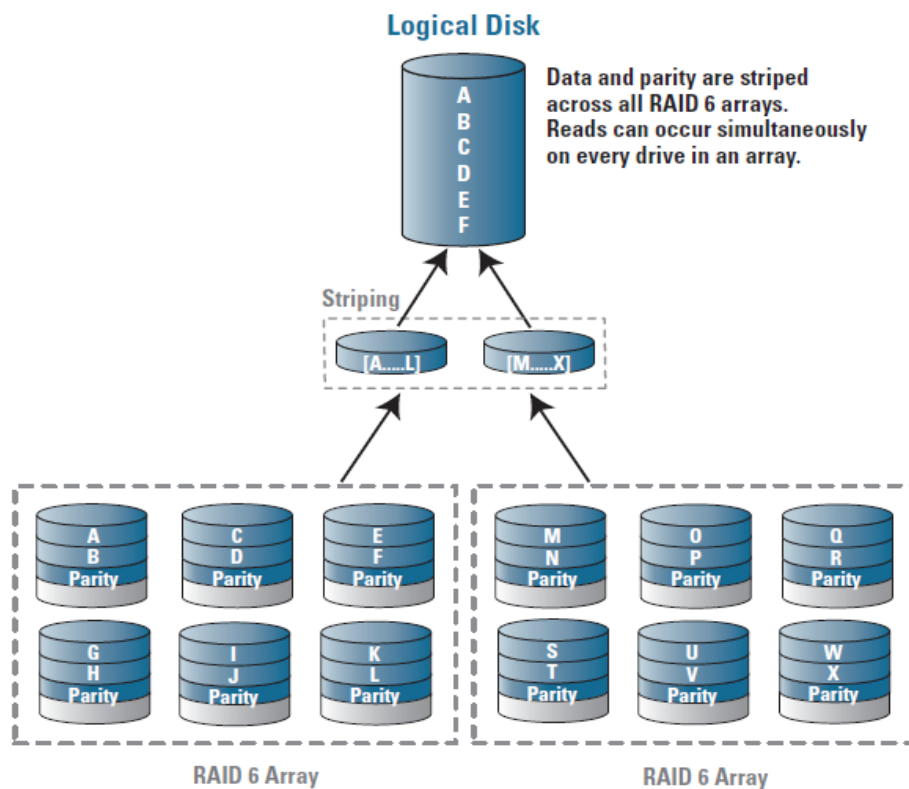 Logical Disk
A
B
C
D
E
F
Data and parity are striped
across all RAID 6 arrays.
Reads can occur simultaneously
on every drive in an array.
Striping
[A.....L]
[M.....X]
A
B
Parity
C
D
Parity
E
F
Parity
G
H
Parity
I
J
Parity
K
L
Parity
RAID 6 Array
M
N
Parity
O
P
Parity
Q
R
Parity
S
T
Parity
U
V
Parity
W
X
Parity
RAID 6 Array